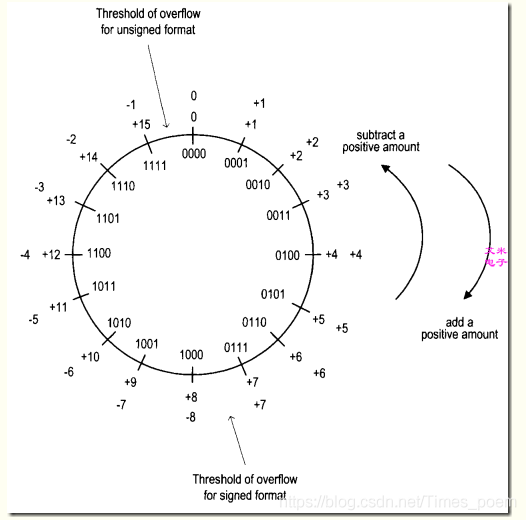 Threshold of overflow
for unsigned format
0
-1 +1
0
+15 +1
-2 +2
0000
1111 0001
+14 +2
1110 0010
-3 +3
+13 +3
1101 0011
-4 +12 1100 0100 +4 +4
1011 0101
+11 +5
-5 +5
1010 0110
1001 0111
1000
+10 +6
-6 +6
+9 +7
+8
-7 +7
-8
subtract a
positive amount
艾米
电子
add a
positive amount
Threshold of overflow
for signed format
https://blog.csdn.net/Times_poem